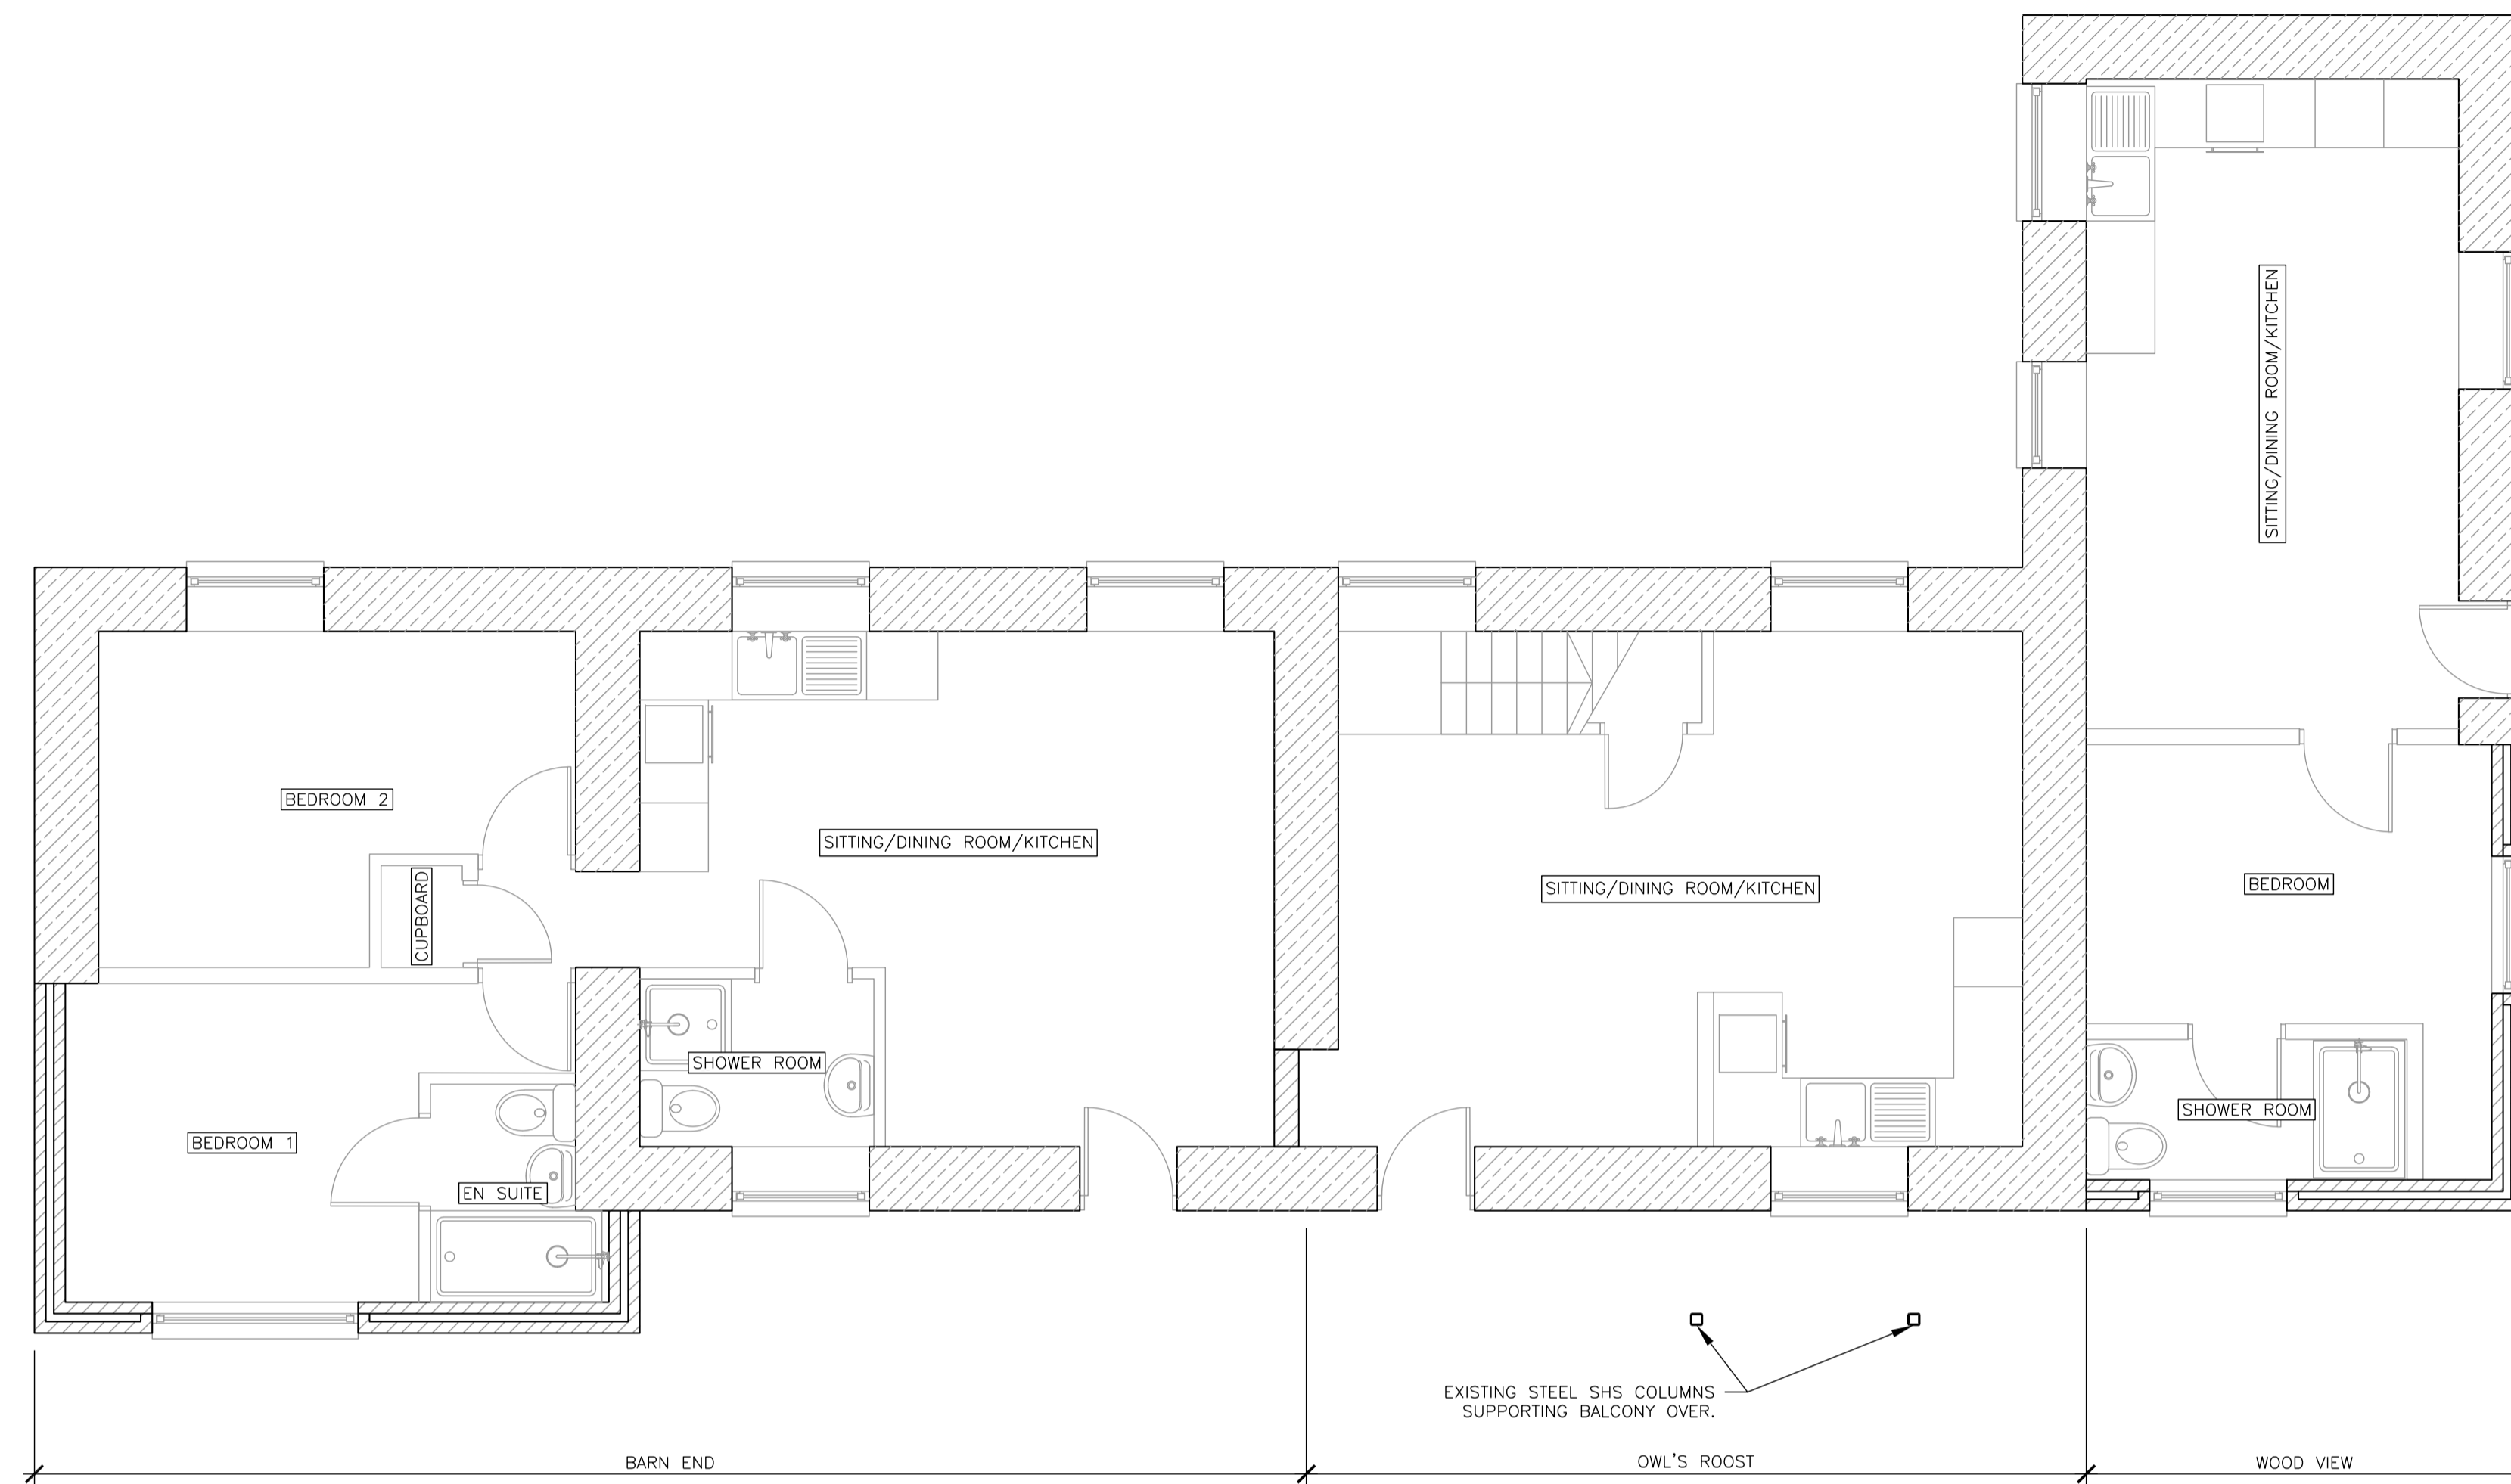 SITTING/DINING ROOM/KITCHEN
BEDROOM 2
SITTING/DINING ROOM/KITCHEN
CUPBOARD
SITTING/DINING ROOM/KITCHEN
BEDROOM
SHOWER ROOM
SHOWER ROOM
BEDROOM 1
EN SUITE
EXISTING STEEL SHS COLUMNS
SUPPORTING BALCONY OVER.
BARN END
OWL'S ROOST
WOOD VIEW